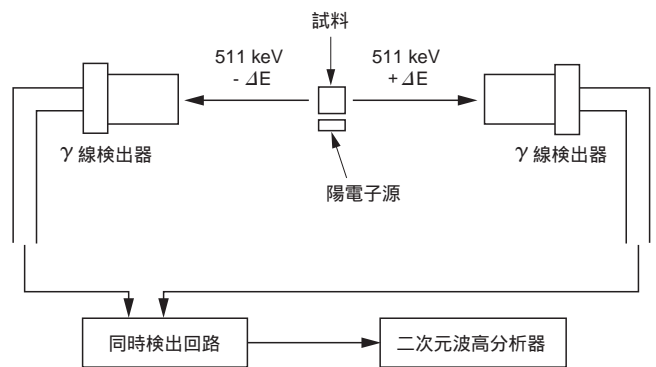 試料
511 keV
- ΔE
511 keV
+ ΔE
γ 線検出器
γ 線検出器
陽電子源
同時検出回路
二次元波高分析器